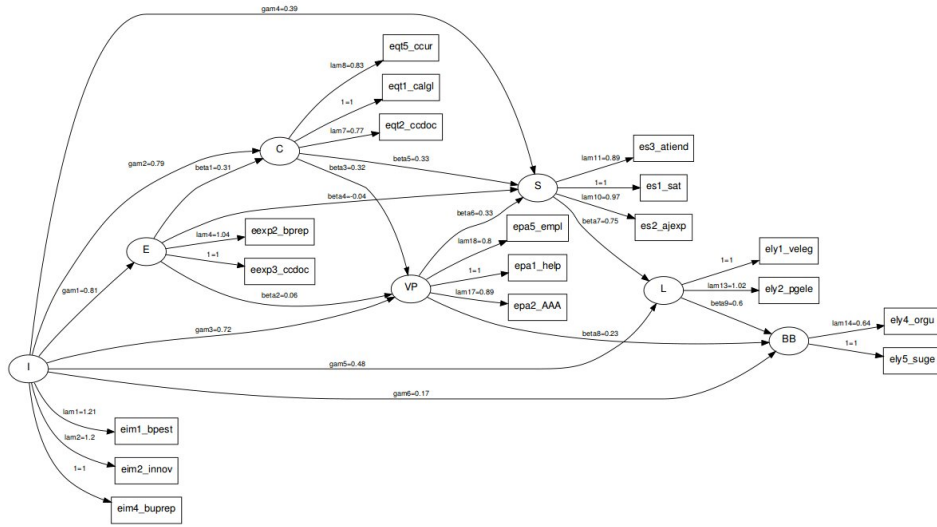 gam4=0.39
eqt5_ccur
lam8=0.83
eqt1_calgl
1=1
eqt2_ccdoc
lam7=0.77
C
gam2=0.79
beta1=0.31
beta5=0.33
beta3=0.32
es3_atiend
lam11=0.89
S
1=1
es1_sat
lam10=0.97
es2_ajexp
beta4=-0.04
beta6=0.33
beta7=0.75
eexp2_bprep
lam4=1.04
E
1=1
eexp3_ccdoc
epa5_empl
lam18=0.8
1=1
epa1_help
VP
lam17=0.89
epa2_AAA
ely1_veleg
1=1
L
lam13=1.02
ely2_pgele
gam1=0.81
beta2=0.06
beta9=0.6
gam3=0.72
beta8=0.23
BB
lam14=0.64
ely4_orgu
1=1
ely5_suge
I
gam5=0.48
gam6=0.17
lam1=1.21
eim1_bpest
lam2=1.2
eim2_innov
1=1
eim4_buprep